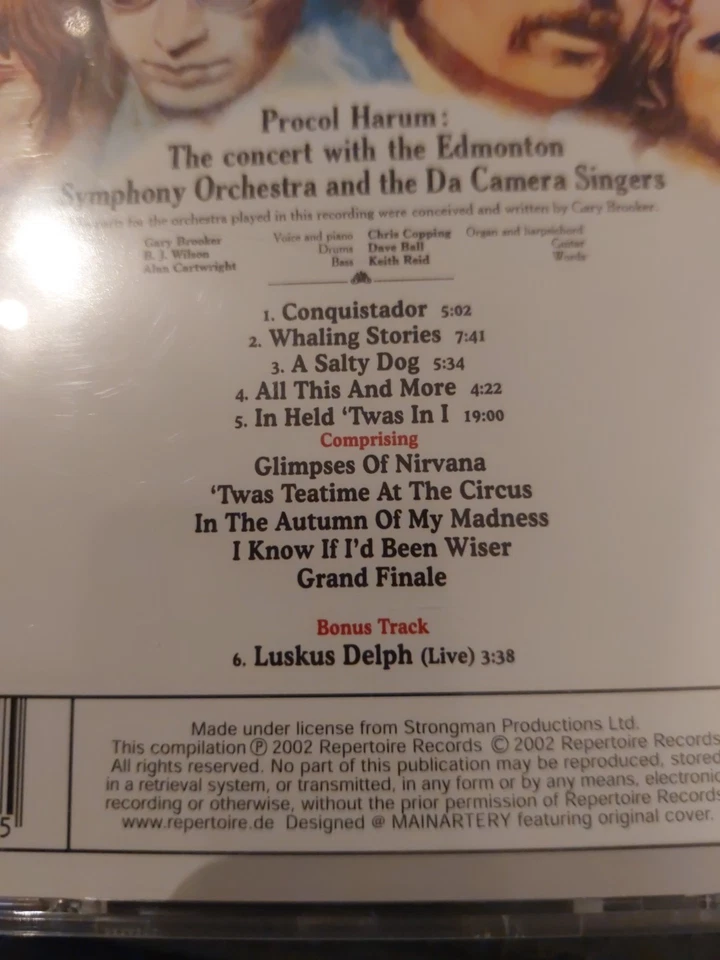 Procol Harum:
The concert with the Edmonton
Symphony Orchestra and the Da Camera Singers
for the orchestra played in this recording were conceived and written by Gary Brooker.
Gary Brooker Voice and piano Chris Copping Organ and harpsichord
B. J. Wilson Drums Dave Ball Guitar
Alan Cartwright Bass Keith Reid Words
1. Conquistador 5:02
2. Whaling Stories 7:41
3. A Salty Dog 5:34
4. All This And More 4:22
5. In Held ‘Twas In I 19:00
Comprising
Glimpses Of Nirvana
‘Twas Teatime At The Circus
In The Autumn Of My Madness
I Know If I’d Been Wiser
Grand Finale
Bonus Track
6. Luskus Delph (Live) 3:38
Made under license from Strongman Productions Ltd.
This compilation ℗ 2002 Repertoire Records © 2002 Repertoire Records
All rights reserved. No part of this publication may be reproduced, stored
in a retrieval system, or transmitted, in any form or by any means, electronic
recording or otherwise, without the prior permission of Repertoire Records
www.repertoire.de Designed @ MAINARTERY featuring original cover.
5